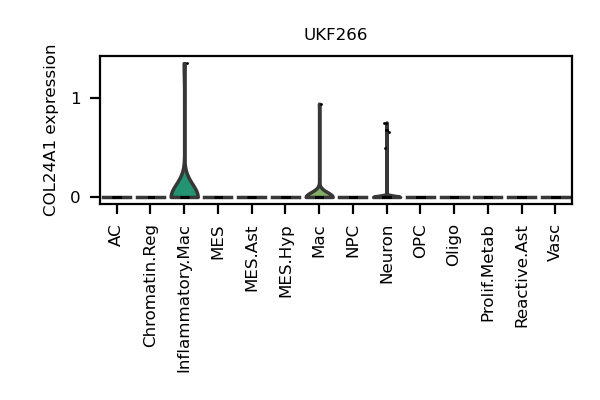 UKF266
COL24A1 expression
1
0
AC
Chromatin.Reg
Inflammatory.Mac
MES
MES.Ast
MES.Hyp
Mac
NPC
Neuron
OPC
Oligo
Prolif.Metab
Reactive.Ast
Vasc